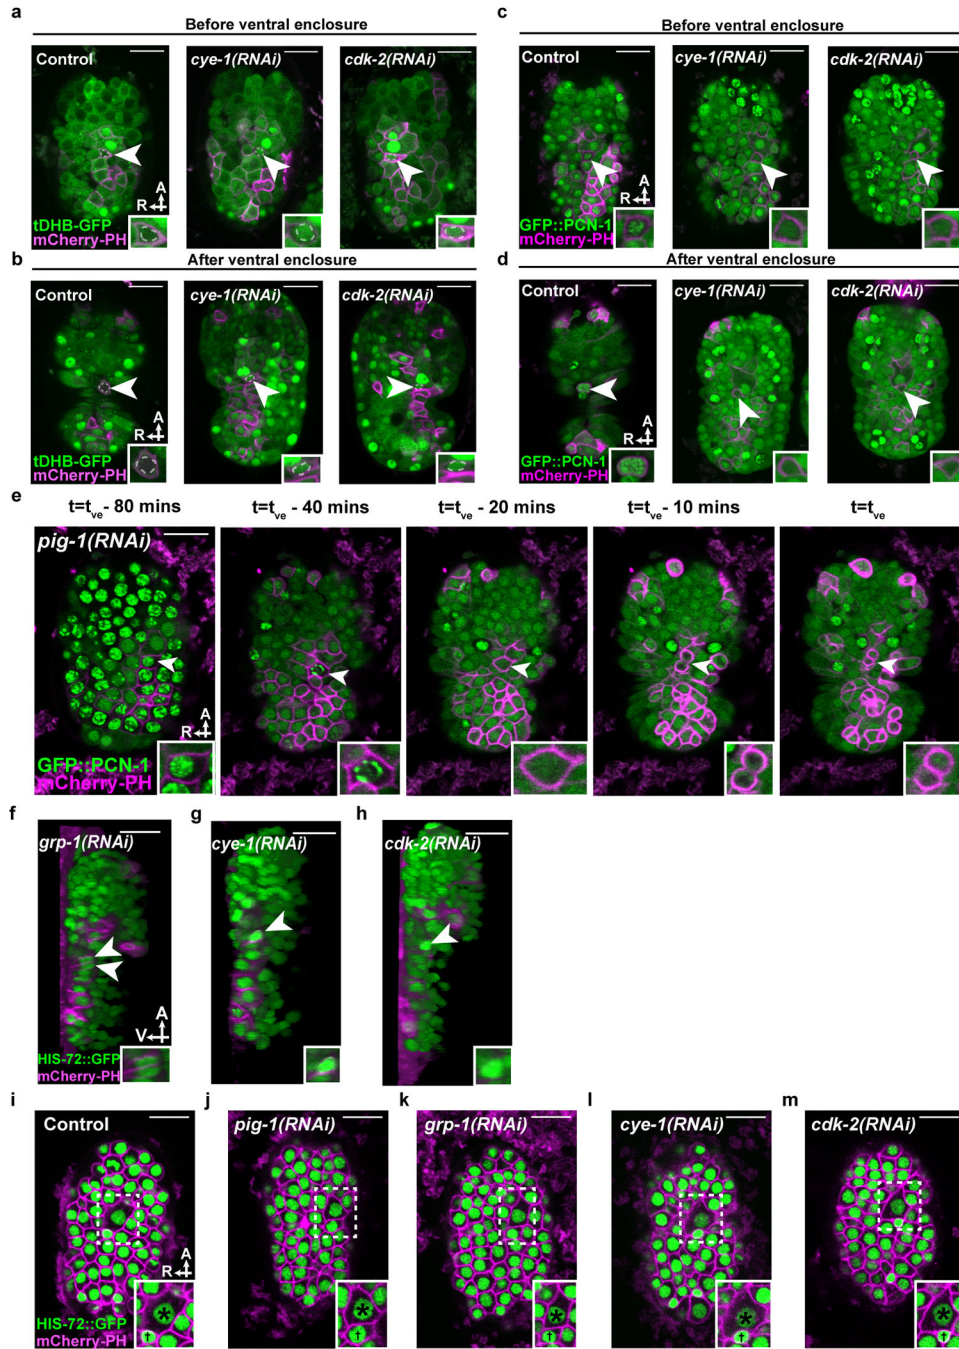 a
Before ventral enclosure
Control
cye-1(RNAi)
cdk-2(RNAi)
tDHB-GFP
mCherry-PH
A
R
b
After ventral enclosure
Control
cye-1(RNAi)
cdk-2(RNAi)
tDHB-GFP
mCherry-PH
A
R
c
Before ventral enclosure
Control
cye-1(RNAi)
cdk-2(RNAi)
GFP::PCN-1
mCherry-PH
A
R
d
After ventral enclosure
Control
cye-1(RNAi)
cdk-2(RNAi)
GFP::PCN-1
mCherry-PH
A
R
e
t=tve - 80 mins
t=tve - 40 mins
t=tve - 20 mins
t=tve - 10 mins
t=tve
pig-1(RNAi)
GFP::PCN-1
mCherry-PH
A
R
f
grp-1(RNAi)
HIS-72::GFP
mCherry-PH
A
V
g
cye-1(RNAi)
h
cdk-2(RNAi)
i
Control
HIS-72::GFP
mCherry-PH
A
R
*
†
j
pig-1(RNAi)
*
†
k
grp-1(RNAi)
*
†
l
cye-1(RNAi)
*
†
m
cdk-2(RNAi)
*
†